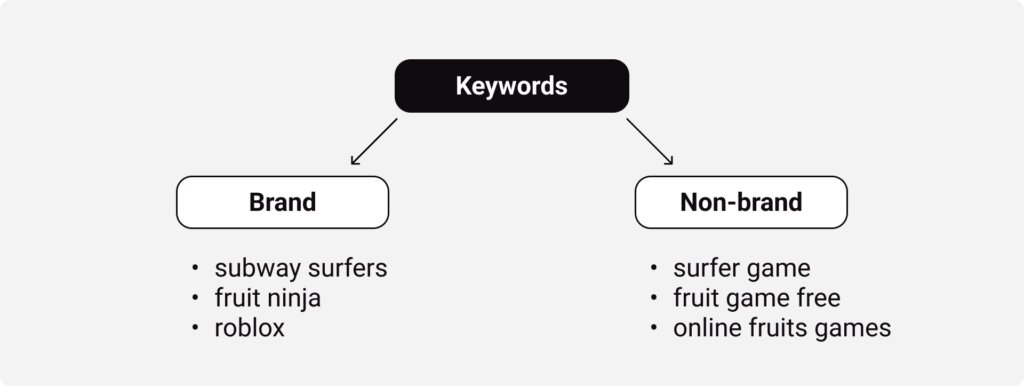 Keywords
Brand
Non-brand
• subway surfers
• fruit ninja
• roblox
• surfer game
• fruit game free
• online fruits games